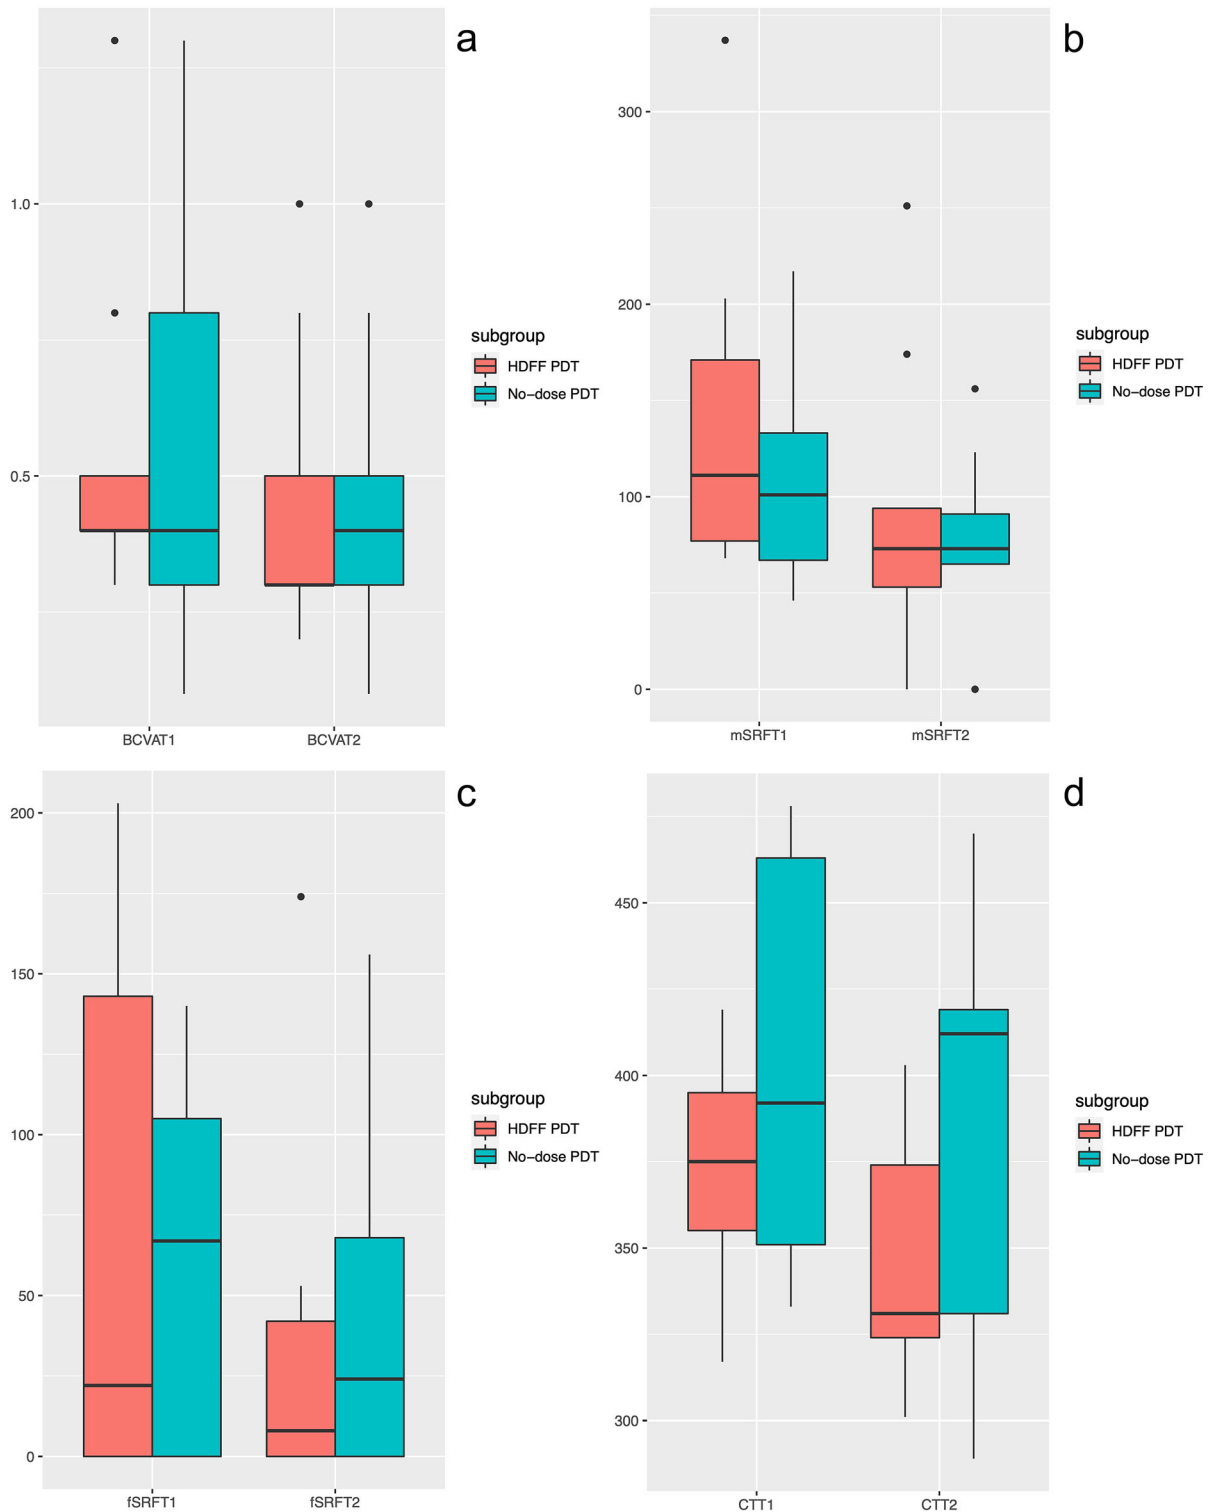 a
1.0
0.5
BCVAT1 BCVAT2
subgroup
HDFF PDT
No-dose PDT
b
300
200
100
0
mSRFT1 mSRFT2
subgroup
HDFF PDT
No-dose PDT
c
200
150
100
50
0
fSRFT1 fSRFT2
subgroup
HDFF PDT
No-dose PDT
d
450
400
350
300
CTT1 CTT2
subgroup
HDFF PDT
No-dose PDT